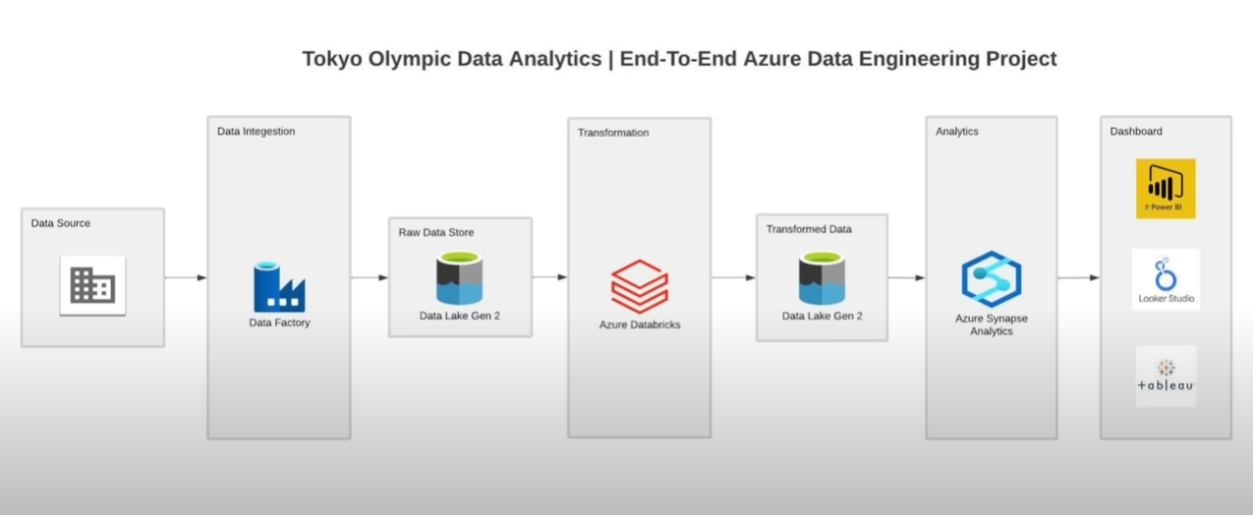 Tokyo Olympic Data Analytics | End-To-End Azure Data Engineering Project
Data Source
Data Integestion
Data Factory
Raw Data Store
Data Lake Gen 2
Transformation
Azure Databricks
Transformed Data
Data Lake Gen 2
Analytics
Azure Synapse
Analytics
Dashboard
Power BI
Looker Studio
+ableau